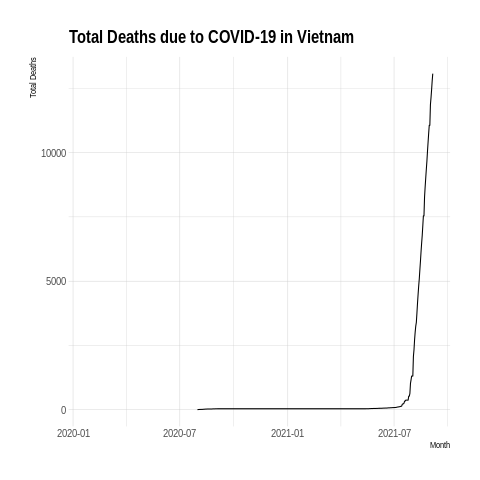 Total Deaths due to COVID-19 in Vietnam
Total Deaths
10000
5000
0
2020-01 2020-07 2021-01 2021-07
Month